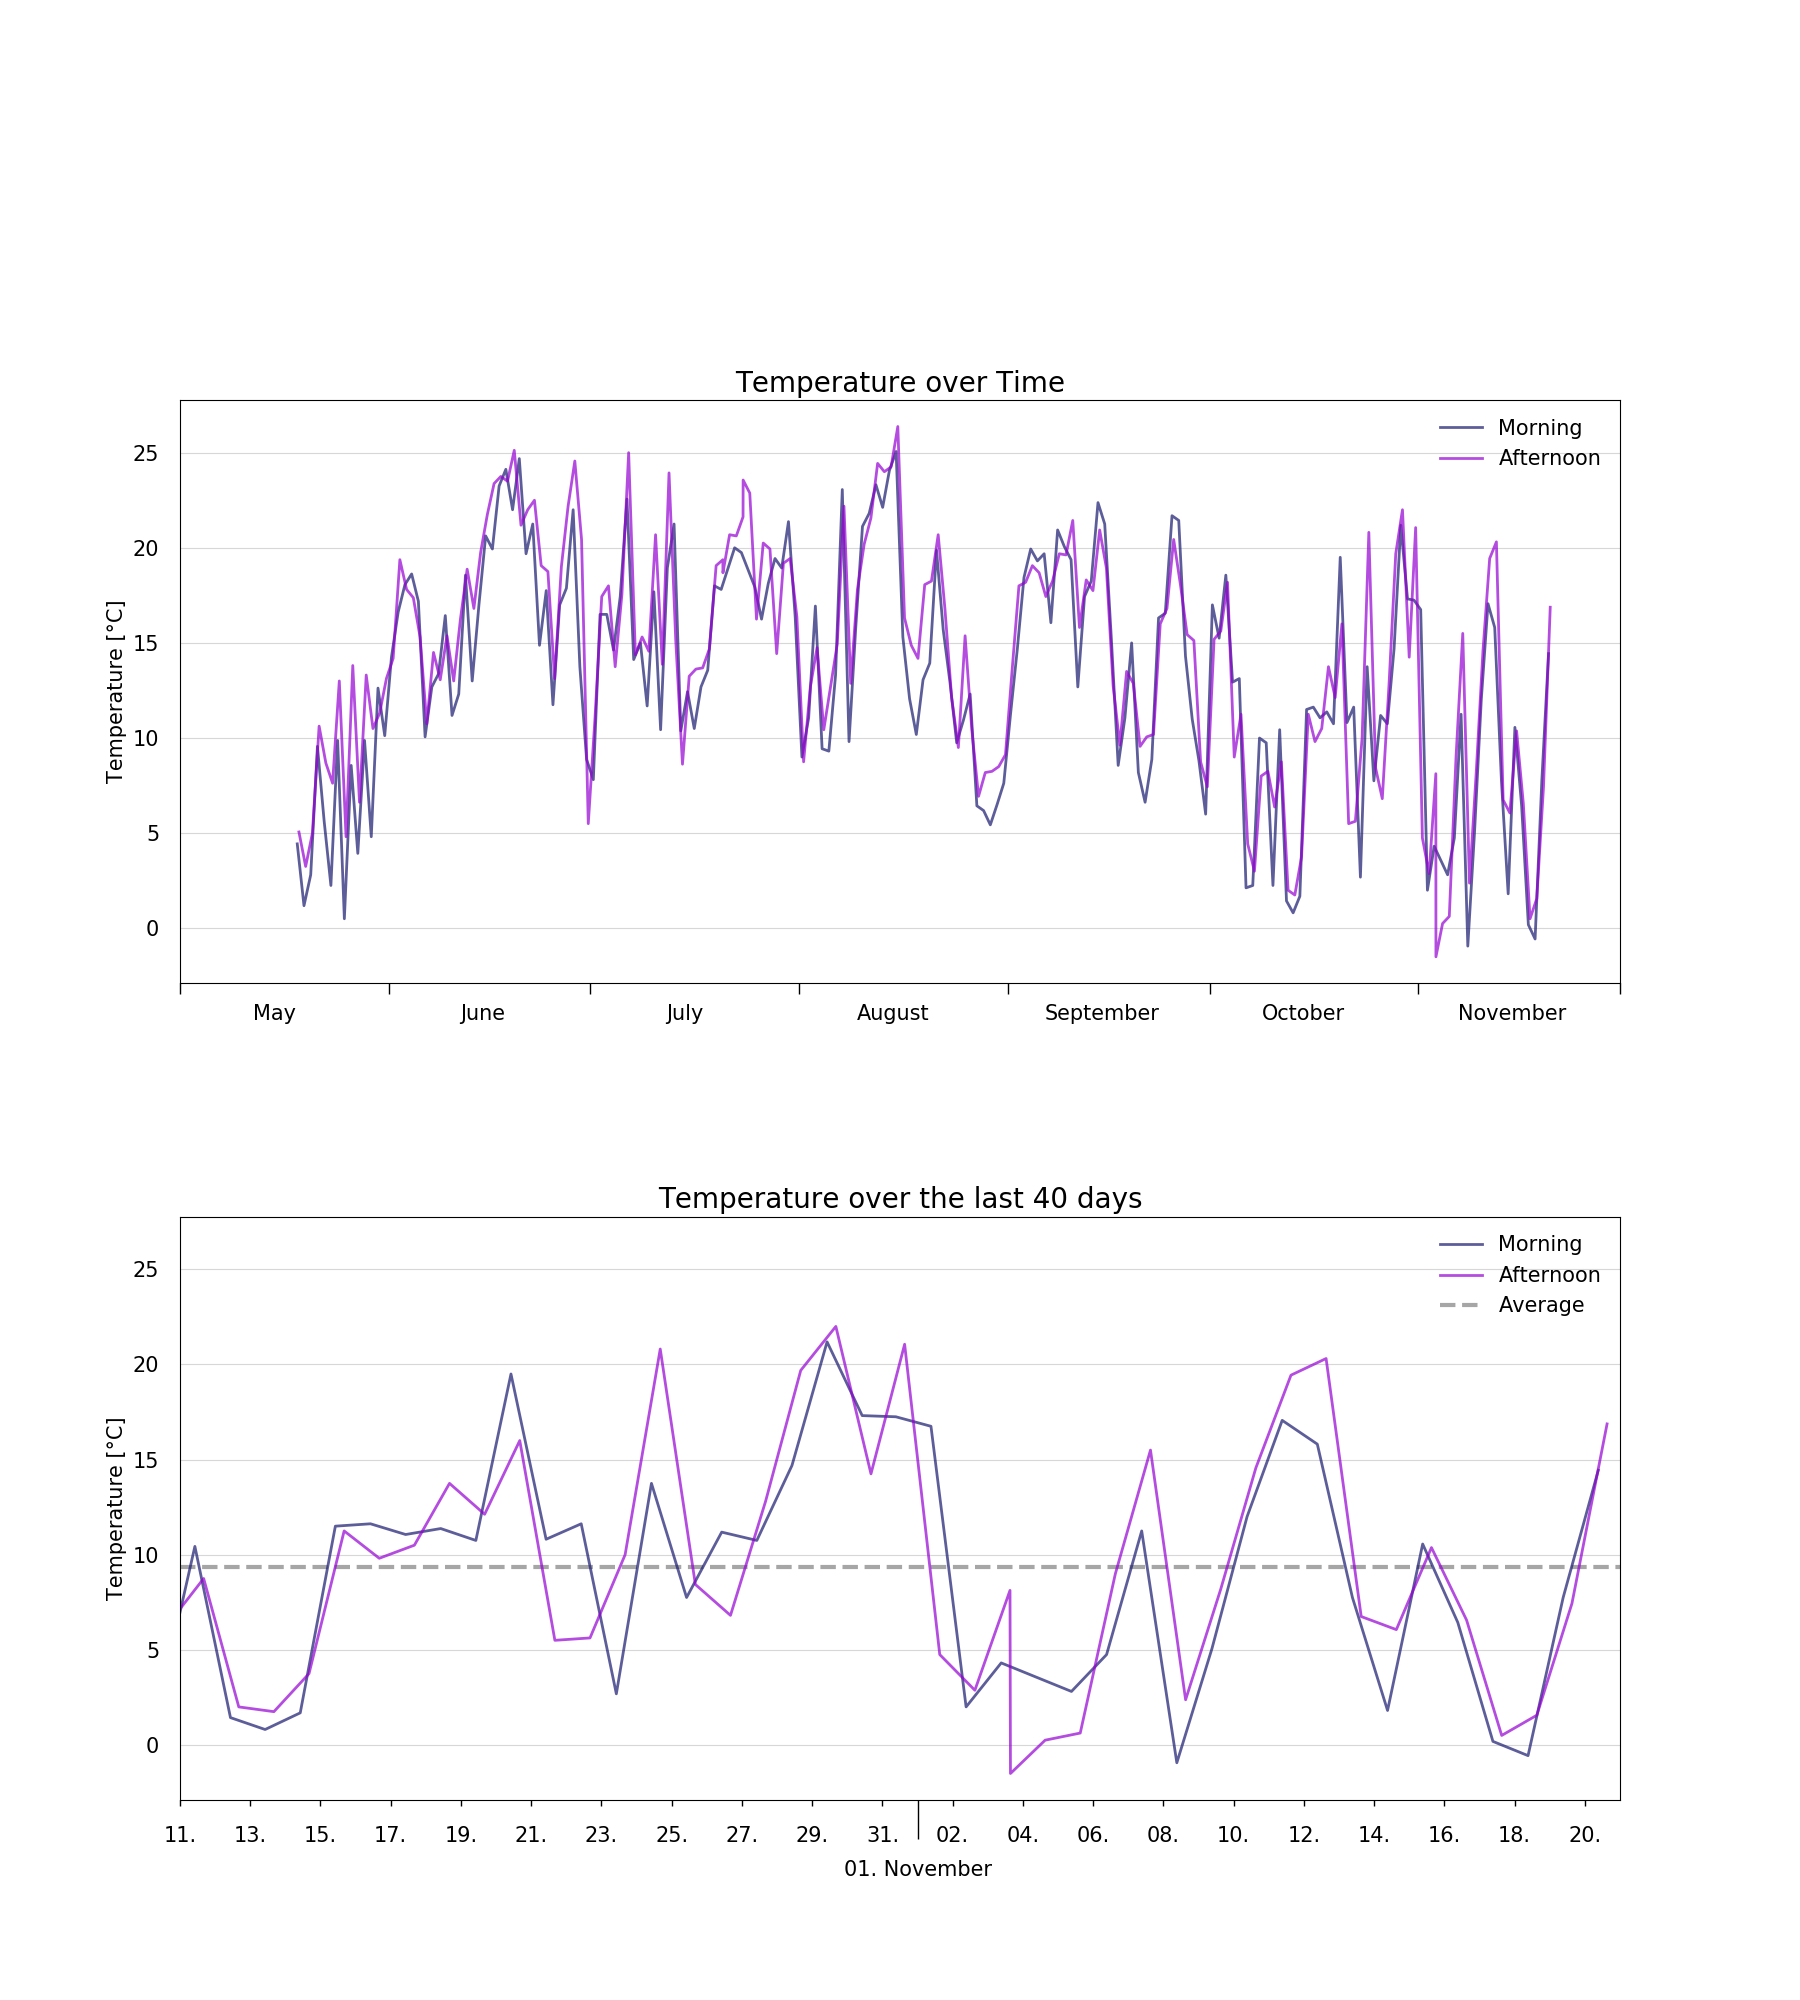 Temperature over Time
Temperature [°C]
25
20
15
10
5
0
Morning
Afternoon
May June July August September October November
Temperature over the last 40 days
Temperature [°C]
25
20
15
10
5
0
Morning
Afternoon
Average
11. 13. 15. 17. 19. 21. 23. 25. 27. 29. 31. 02. 04. 06. 08. 10. 12. 14. 16. 18. 20.
01. November